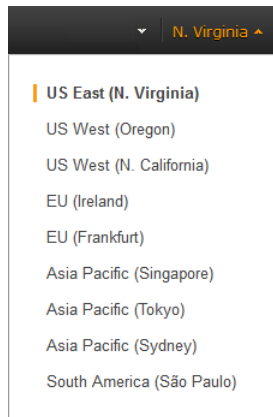 N. Virginia
US East (N. Virginia)
US West (Oregon)
US West (N. California)
EU (Ireland)
EU (Frankfurt)
Asia Pacific (Singapore)
Asia Pacific (Tokyo)
Asia Pacific (Sydney)
South America (São Paulo)